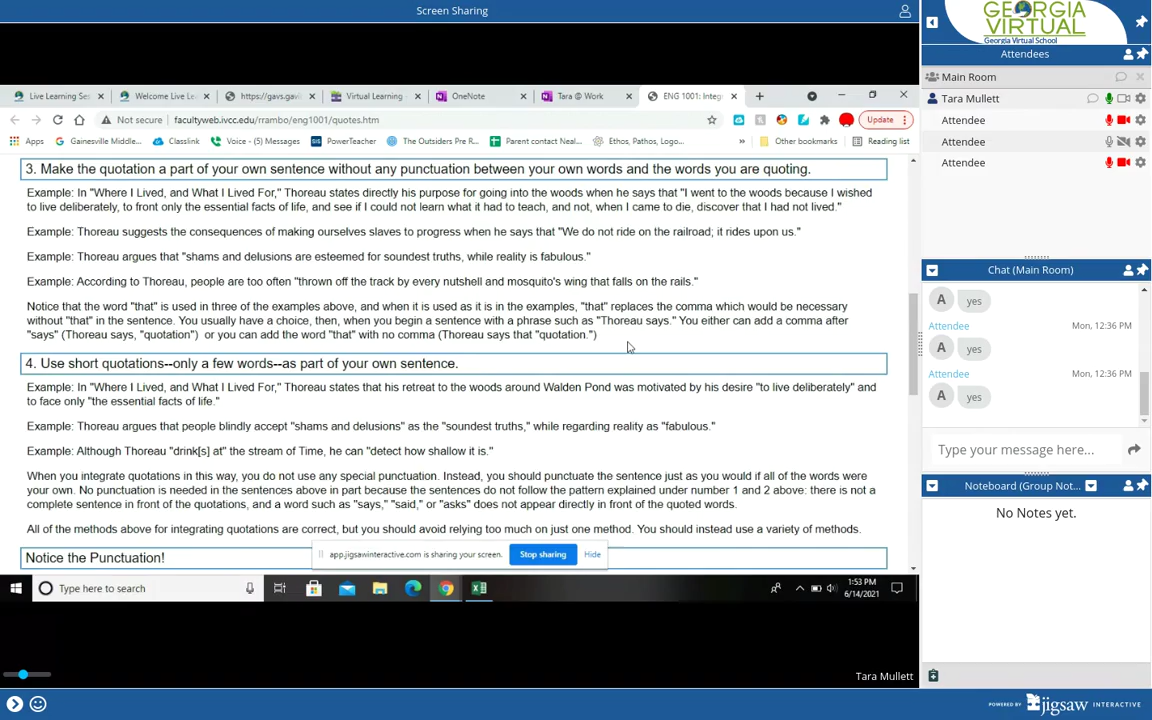 Screen Sharing
Live Learning Ses
Welcome Live Le
https://gavs.gavi
Virtual Learning -
OneNote
Tara @ Work
ENG 1001: Integ
Not secure
factyweb.ivcc.edu/rrambo/eng1001/quotes.htm
Update
Apps
Gainesville Middle...
Classlink
Voice - (5) Messages
PowerTeacher
The Outsiders Pe r...
Parent contact Neal...
Ethos, Pathos, Logo...
»
Other bookmarks
Reading list
3. Make the quotation a part of your own sentence without any punctuation between your own words and the words you are quoting.
Example: In "Where I Lived, and What I Lived For," Thoreau states directly his purpose for going into the woods when he says that "I went to the woods because I wished
to live deliberately, to front only the essential facts of life, and see if I could not learn what it had to teach, and not, when I came to die, discover that I had not lived."
Example: Thoreau suggests the consequences of making ourselves slaves to progress when he says that "We do not ride on the railroad; it rides upon us."
Example: Thoreau argues that "shams and delusions are esteemed for soundest truths, while reality is fabulous."
Example: According to Thoreau, people are too often "thrown off the track by every nutshell and mosquito's wing that falls on the rails."
Notice that the word "that" is used in three of the examples above, and when it is used as it is in the examples, "that" replaces the comma which would be necessary
without "that" in the sentence. You usually have a choice, then, when you begin a sentence with a phrase such as "Thoreau says." You either can add a comma after
"says" (Thoreau says, "quotation") or you can add the word "that" with no comma (Thoreau says that "quotation.")
4. Use short quotations--only a few words--as part of your own sentence.
Example: In "Where I Lived, and What I Lived For," Thoreau states that his retreat to the woods around Walden Pond was motivated by his desire "to live deliberately" and
to face only "the essential facts of life."
Example: Thoreau argues that people blindly accept "shams and delusions" as the "soundest truths," while regarding reality as "fabulous."
Example: Although Thoreau "drink[s] at" the stream of Time, he can "detect how shallow it is."
When you integrate quotations in this way, you do not use any special punctuation. Instead, you should punctuate the sentence just as you would if all of the words were
your own. No punctuation is needed in the sentences above in part because the sentences do not follow the pattern explained under number 1 and 2 above: there is not a
complete sentence in front of the quotations, and a word such as "says," "said," or "asks" does not appear directly in front of the quoted words.
All of the methods above for integrating quotations are correct, but you should avoid relying too much on just one method. You should instead use a variety of methods.
Notice the Punctuation!
app.jigsawinteractive.com is sharing your screen.
Stop sharing
Hide
Type here to search
1:53 PM
6/14/2021
Tara Mullett
GEORGIA
VIRTUAL
Georgia Virtual School
Attendees
Main Room
Tara Mullett
Attendee
Attendee
Attendee
Chat (Main Room)
A yes
Attendee Mon, 12:36 PM
A yes
Attendee Mon, 12:36 PM
A yes
Type your message here...
Noteboard (Group Not...
No Notes yet.
POWERED BY jigsaw INTERACTIVE